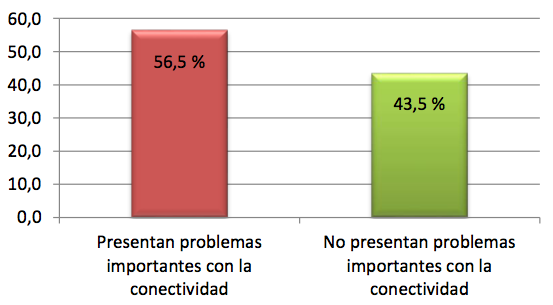 60,0
50,0
40,0
30,0
20,0
10,0
0,0
56,5 %
43,5 %
Presentan problemas
importantes con la
conectividad
No presentan problemas
importantes con la
conectividad